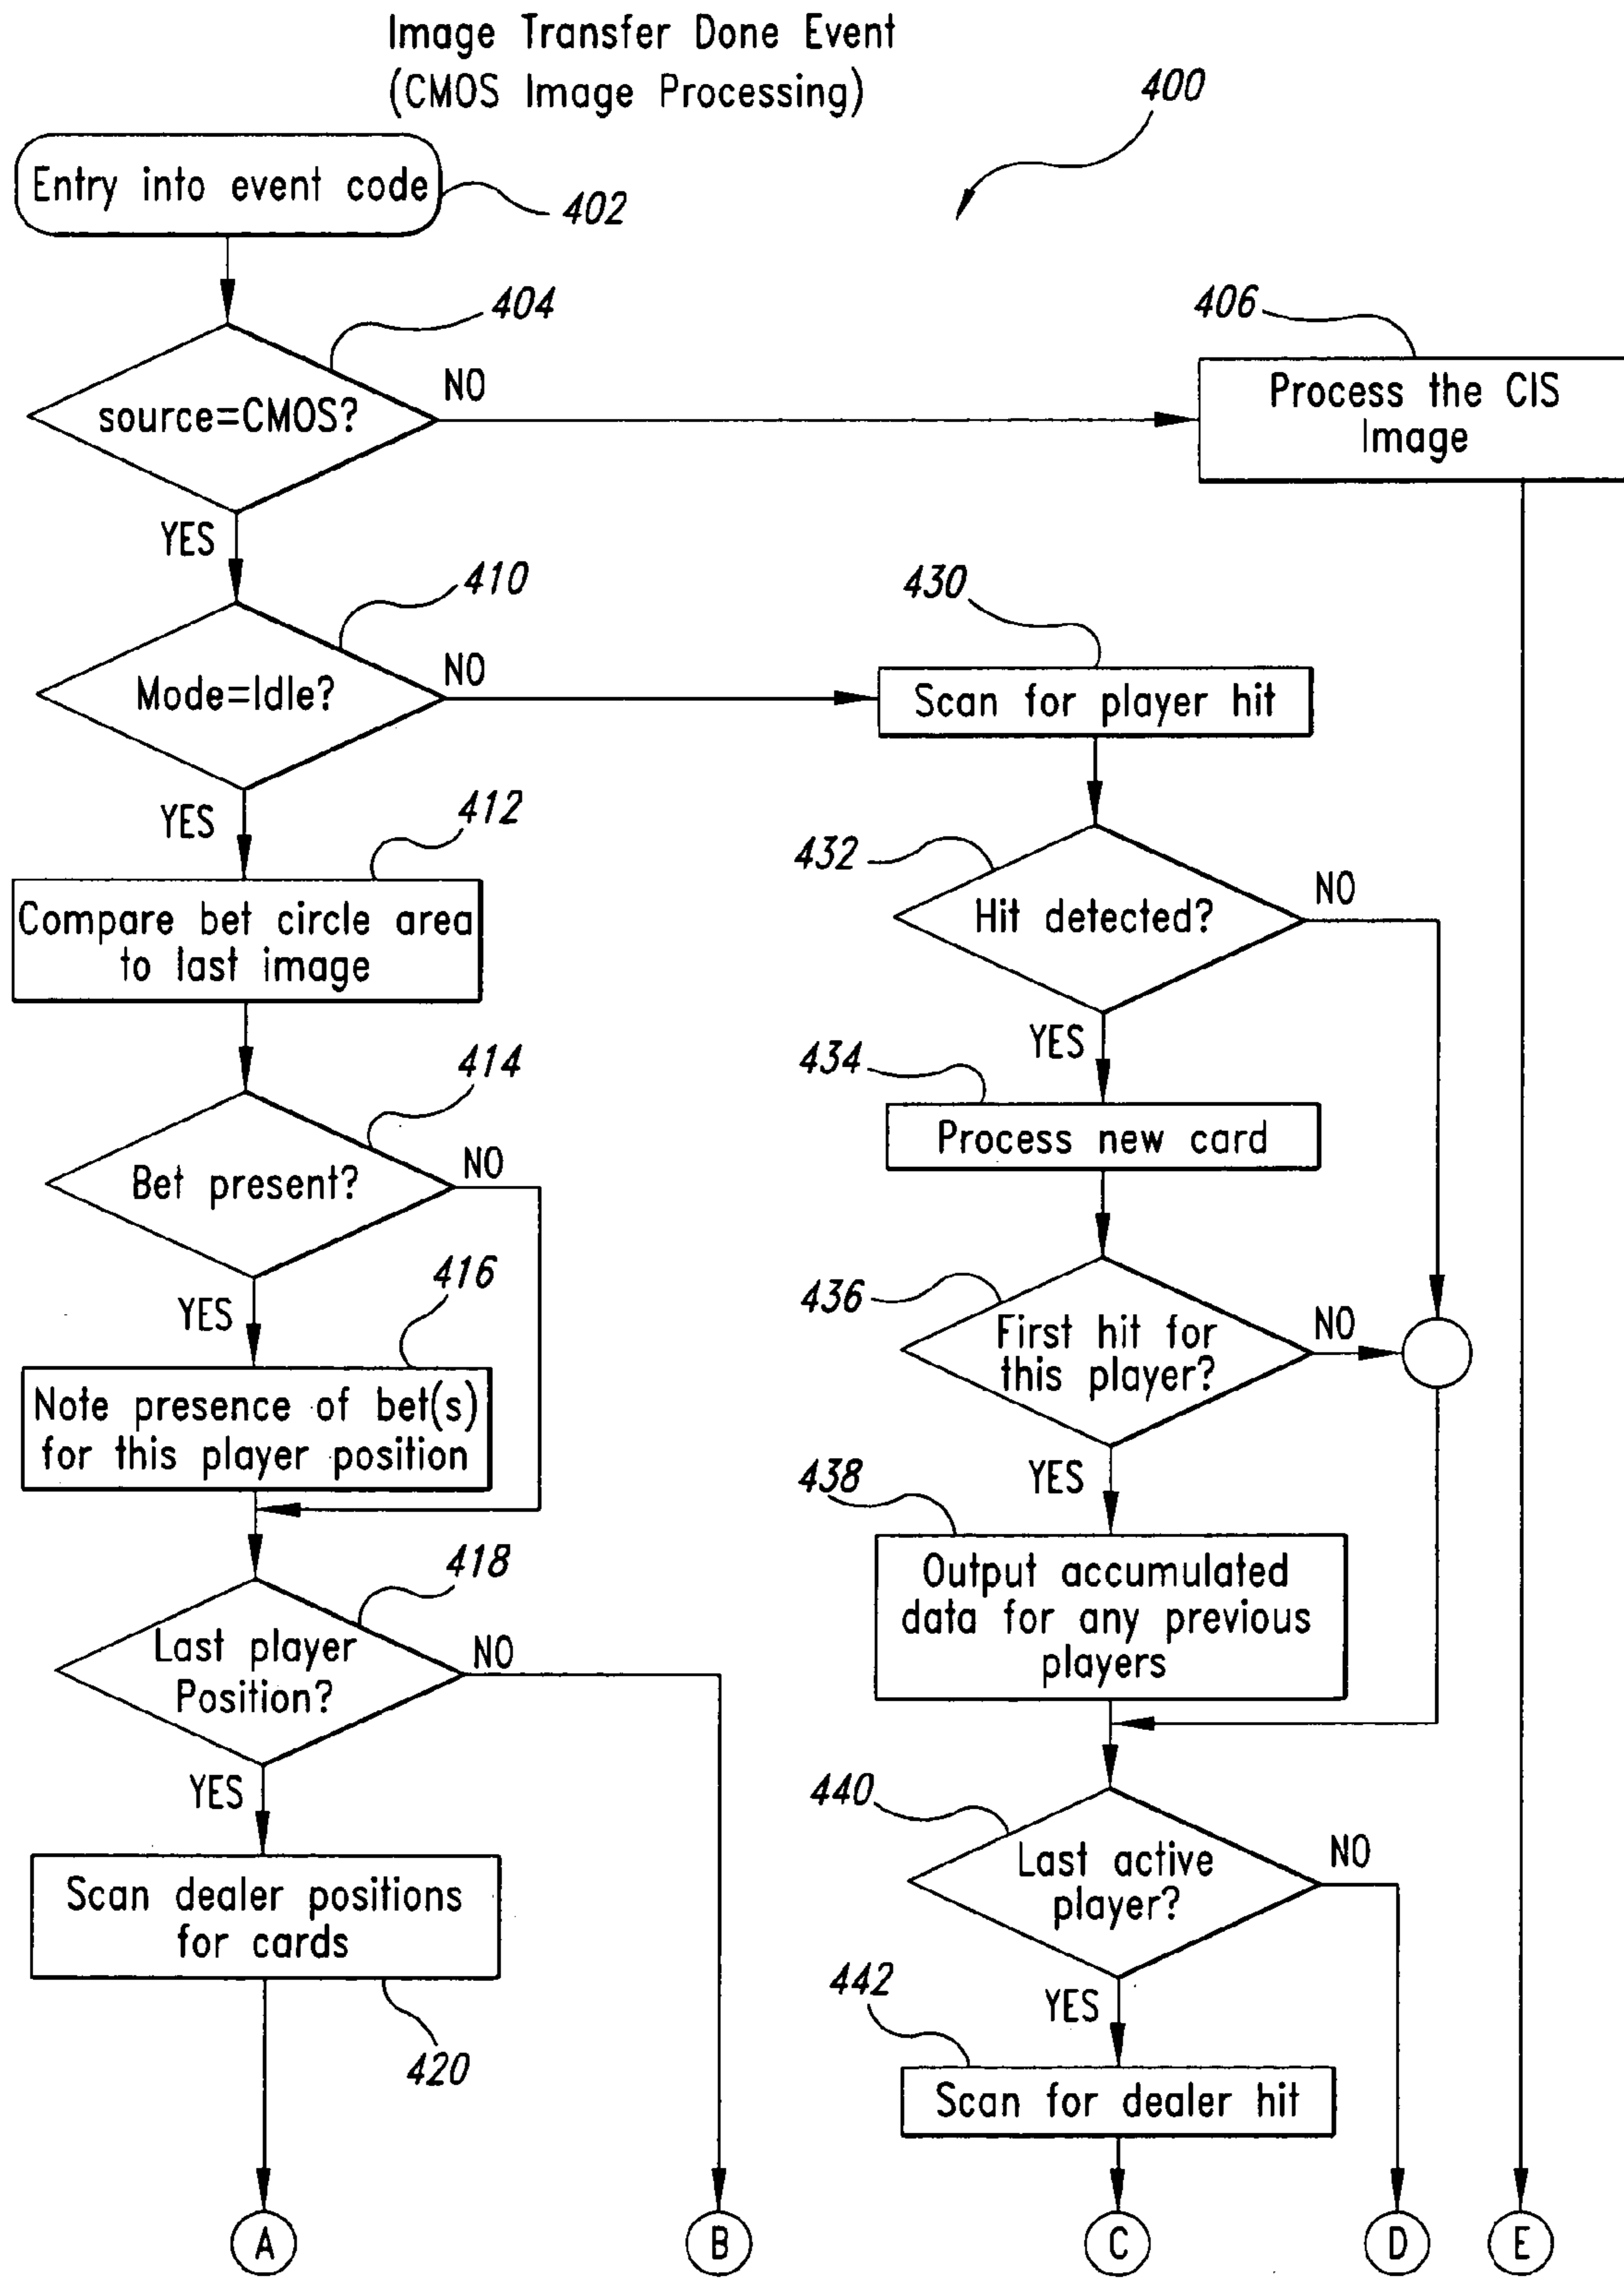 Image Transfer Done Event
(CMOS Image Processing)
400
Entry into event code
402
404
source=CMOS?
NO
YES
406
Process the CIS
Image
410
Mode=Idle?
NO
YES
412
Compare bet circle area
to last image
414
Bet present?
NO
YES
416
Note presence of bet(s)
for this player position
418
Last player
Position?
NO
YES
Scan dealer positions
for cards
420
A
B
430
Scan for player hit
432
Hit detected?
NO
YES
434
Process new card
436
First hit for
this player?
NO
YES
438
Output accumulated
data for any previous
players
440
Last active
player?
NO
YES
442
Scan for dealer hit
C
D
E